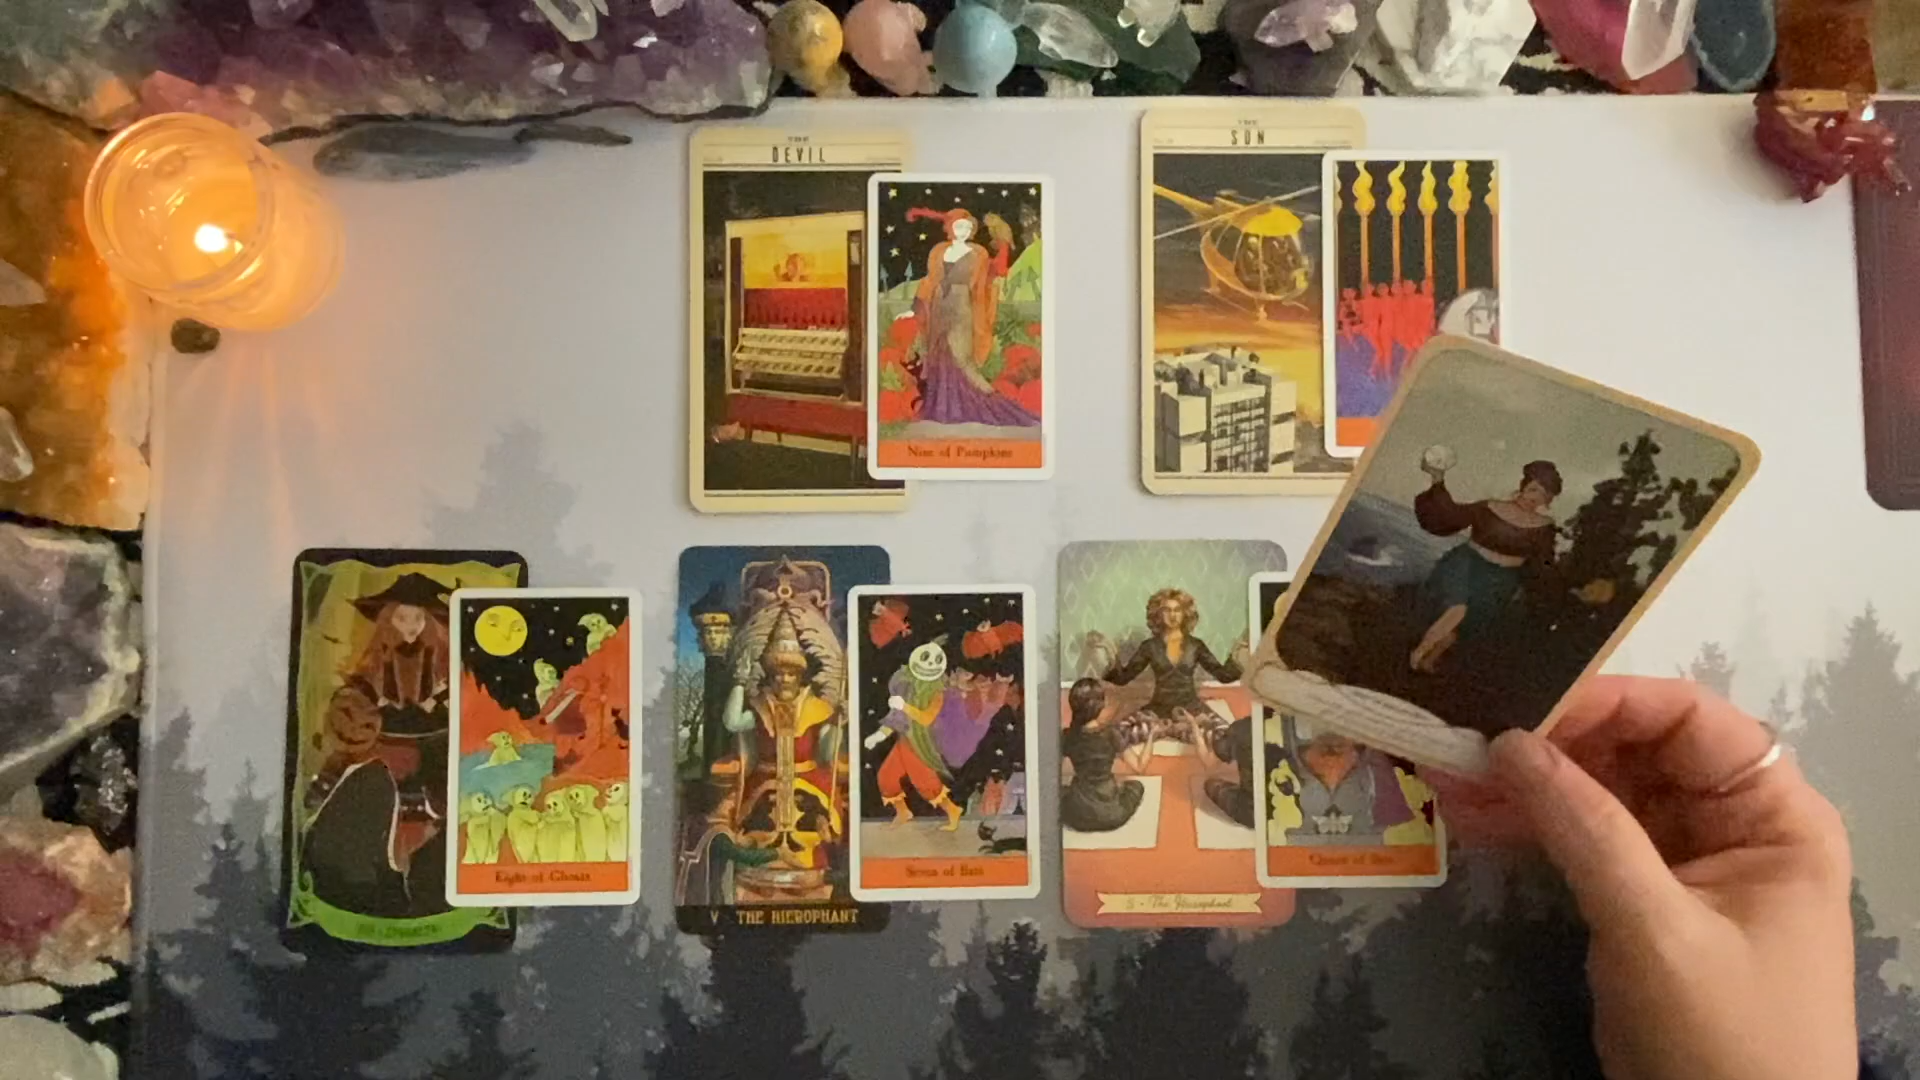 THE
DEVIL
THE
SUN
Nine of Pumpkins
Eight of Ghosts
V THE HIEROPHANT
Seven of Bats
5 - The Hierophant
Queen of Bats